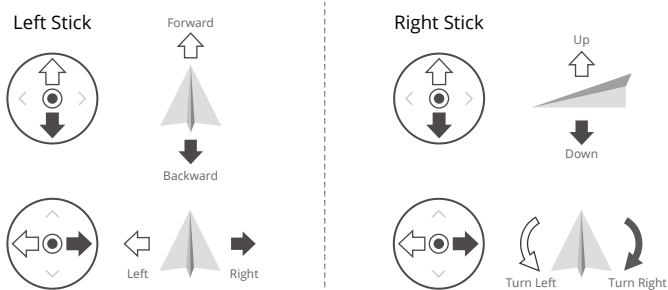 Left Stick
Forward
Backward
Left
Right
Right Stick
Up
Down
Turn Left
Turn Right